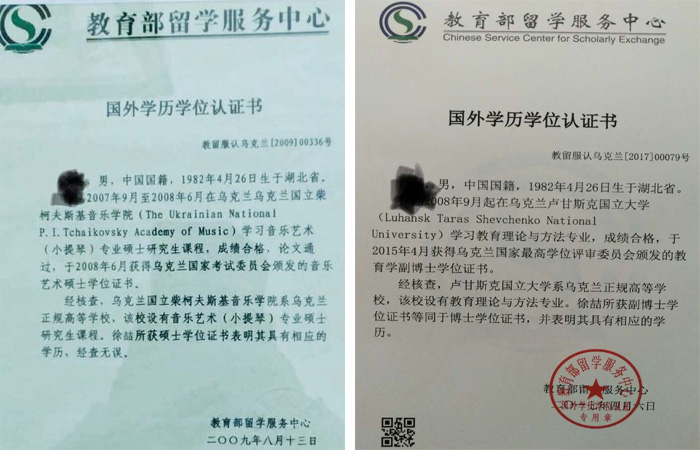 教育部留学服务中心
国外学历学位认证书
教留服认乌克兰[2009]00336号
男，中国国籍，1982年4月26日生于湖北省。
2007年9月至2008年6月在乌克兰乌克兰国立柴
柯夫斯基音乐学院(The Ukrainian National
P.I.Tchaikovsky Academy of Music)学习音乐艺术
(小提琴)专业硕士研究生课程，成绩合格，论文通
过，于2008年6月获得乌克兰国家考试委员会颁发的音乐
艺术硕士学位证书。
经核查，乌克兰国立柴柯夫斯基音乐学院系乌克兰
正规高等学校，该校设有音乐艺术(小提琴)专业硕士
研究生课程。徐喆所获硕士学位证书表明其具有相应的
学历，经查无误。
教育部留学服务中心
二〇〇九年八月十三日
教育部留学服务中心
Chinese Service Center for Scholarly Exchange
国外学历学位认证书
教留服认乌克兰[2017]00079号
男，中国国籍，1982年4月26日生于湖北省。
2008年9月起在乌克兰卢甘斯克国立大学
(Luhansk Taras Shevchenko National
University)学习教育理论与方法专业，成绩合格，于
2015年4月获得乌克兰国家最高学位评审委员会颁发的教
育学副博士学位证书。
经核查，卢甘斯克国立大学系乌克兰正规高等学
校，该校设有教育理论与方法专业。徐喆所获副博士学
位证书等同于博士学位证书，并表明其具有相应的学
历。
教育部留学服务中心
二〇一七年四月六日
教育部留学服务中心
专用章